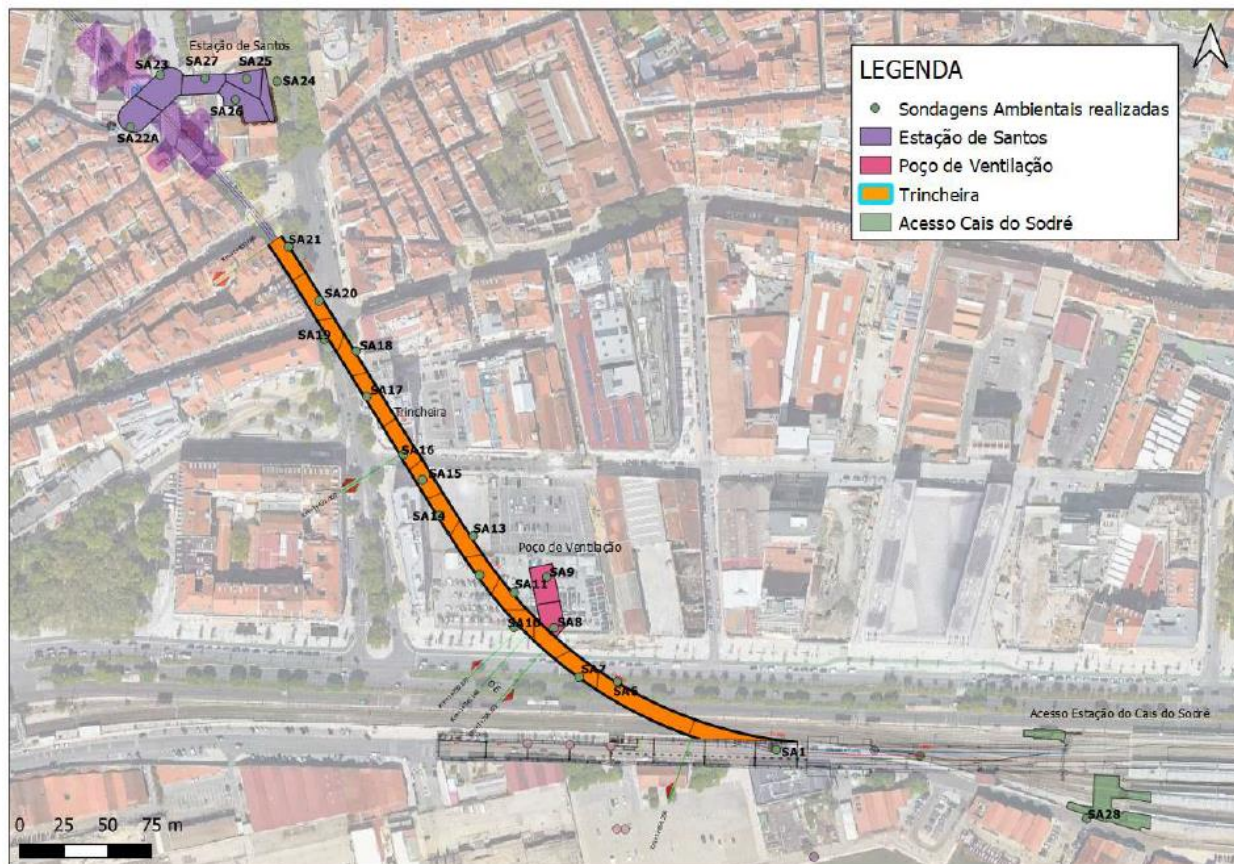 Estação de Santos
SA23
SA27
SA25
SA24
SA26
SA22A
LEGENDA
Sondagens Ambientais realizadas
Estação de Santos
Poço de Ventilação
Trincheira
Acesso Cais do Sodré
SA21
SA20
SA19
SA18
SA17
Trincheira
SA16
SA15
SA14
SA13
Poço de Ventilação
SA9
SA11
SA10
SA8
SA7
Acesso Estação do Cais do Sodré
SA1
SA28
0 25 50 75 m